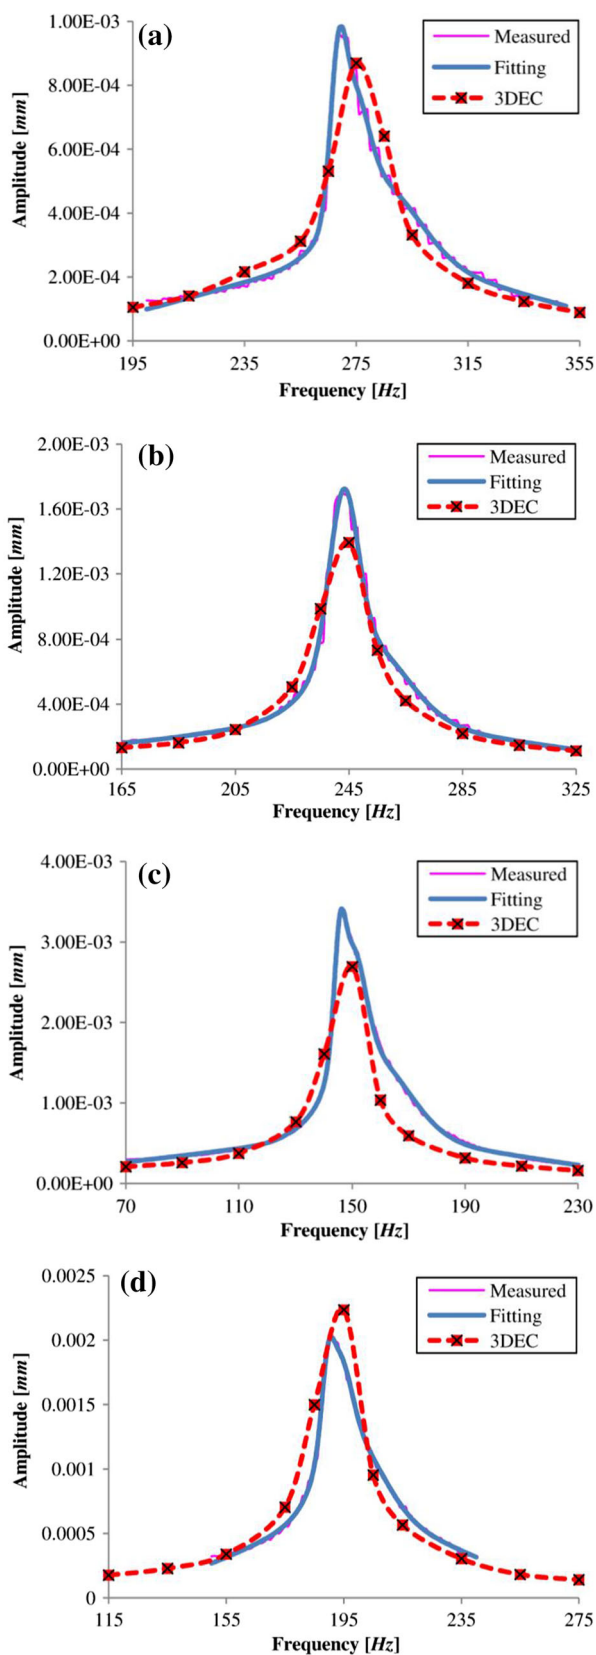 (a)
1.00E-03
8.00E-04
6.00E-04
4.00E-04
2.00E-04
0.00E+00
Amplitude [mm]
195 235 275 315 355
Frequency [Hz]
Measured
Fitting
3DEC
(b)
2.00E-03
1.60E-03
1.20E-03
8.00E-04
4.00E-04
0.00E+00
Amplitude [mm]
165 205 245 285 325
Frequency [Hz]
Measured
Fitting
3DEC
(c)
4.00E-03
3.00E-03
2.00E-03
1.00E-03
0.00E+00
Amplitude [mm]
70 110 150 190 230
Frequency [Hz]
Measured
Fitting
3DEC
(d)
0.0025
0.002
0.0015
0.001
0.0005
0
Amplitude [mm]
115 155 195 235 275
Frequency [Hz]
Measured
Fitting
3DEC